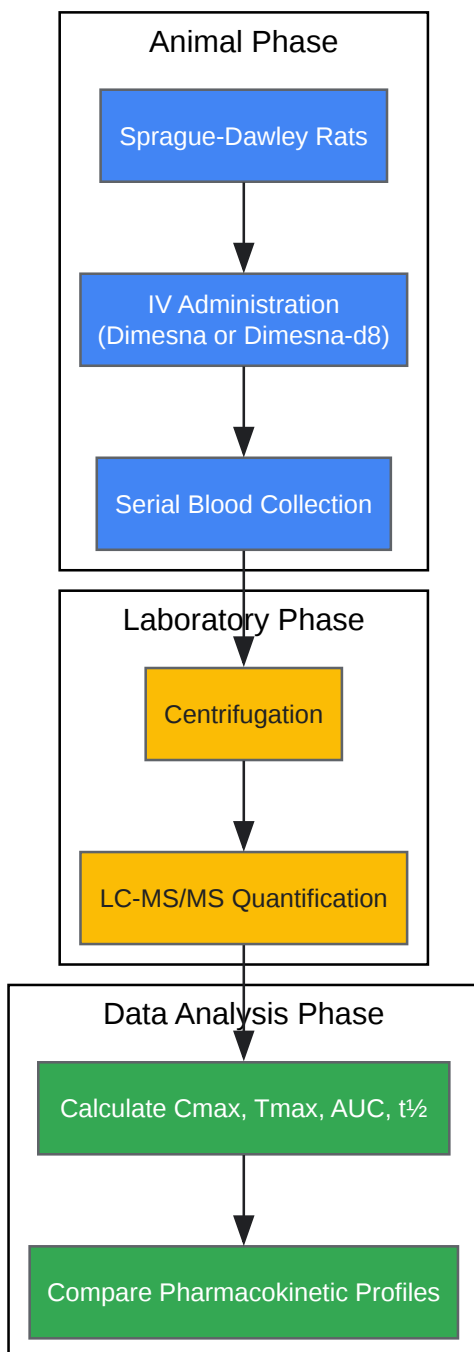 Animal Phase
Sprague-Dawley Rats
IV Administration
(Dimesna or Dimesna-d8)
Serial Blood Collection
Laboratory Phase
Centrifugation
LC-MS/MS Quantification
Data Analysis Phase
Calculate Cmax, Tmax, AUC, t½
Compare Pharmacokinetic Profiles